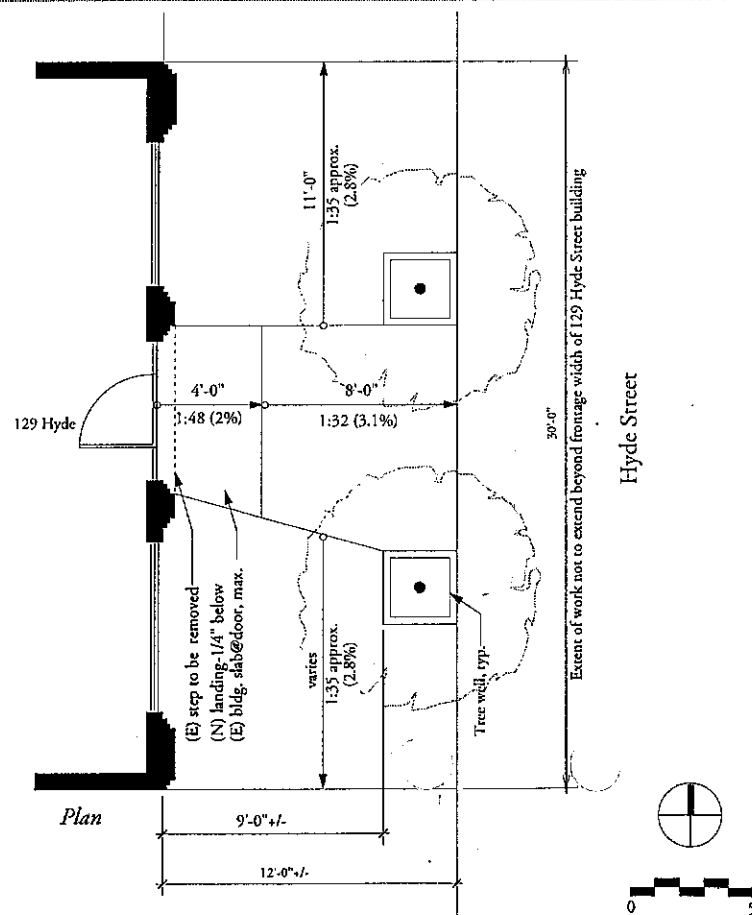 11'-0"
1:35 approx.
(2.8%)
4'-0"
1:48 (2%)
8'-0"
1:32 (3.1%)
129 Hyde
(E) step to be removed
(N) landing-1/4" below
(E) bldg. slab@door, max.
varies
1:35 approx.
(2.8%)
Tree well, typ.
30'-0"
Extent of work not to extend beyond frontage width of 129 Hyde Street building
Hyde Street
Plan
9'-0"+/-
12'-0"+/-
0